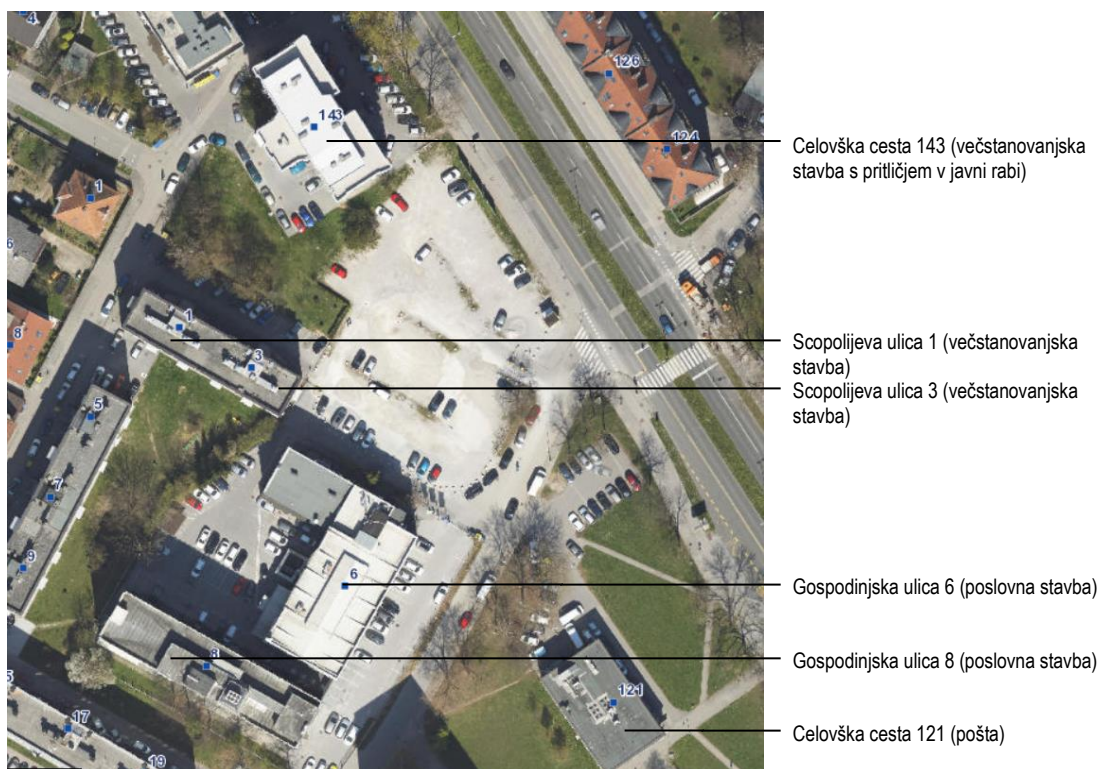 4
126
143
124
1
6
8
1
3
5
7
9
6
8
121
5
17
19
Celovška cesta 143 (večstanovanjska
stavba s pritličjem v javni rabi)
Scopolijeva ulica 1 (večstanovanjska
stavba)
Scopolijeva ulica 3 (večstanovanjska
stavba)
Gospodinjska ulica 6 (poslovna stavba)
Gospodinjska ulica 8 (poslovna stavba)
Celovška cesta 121 (pošta)